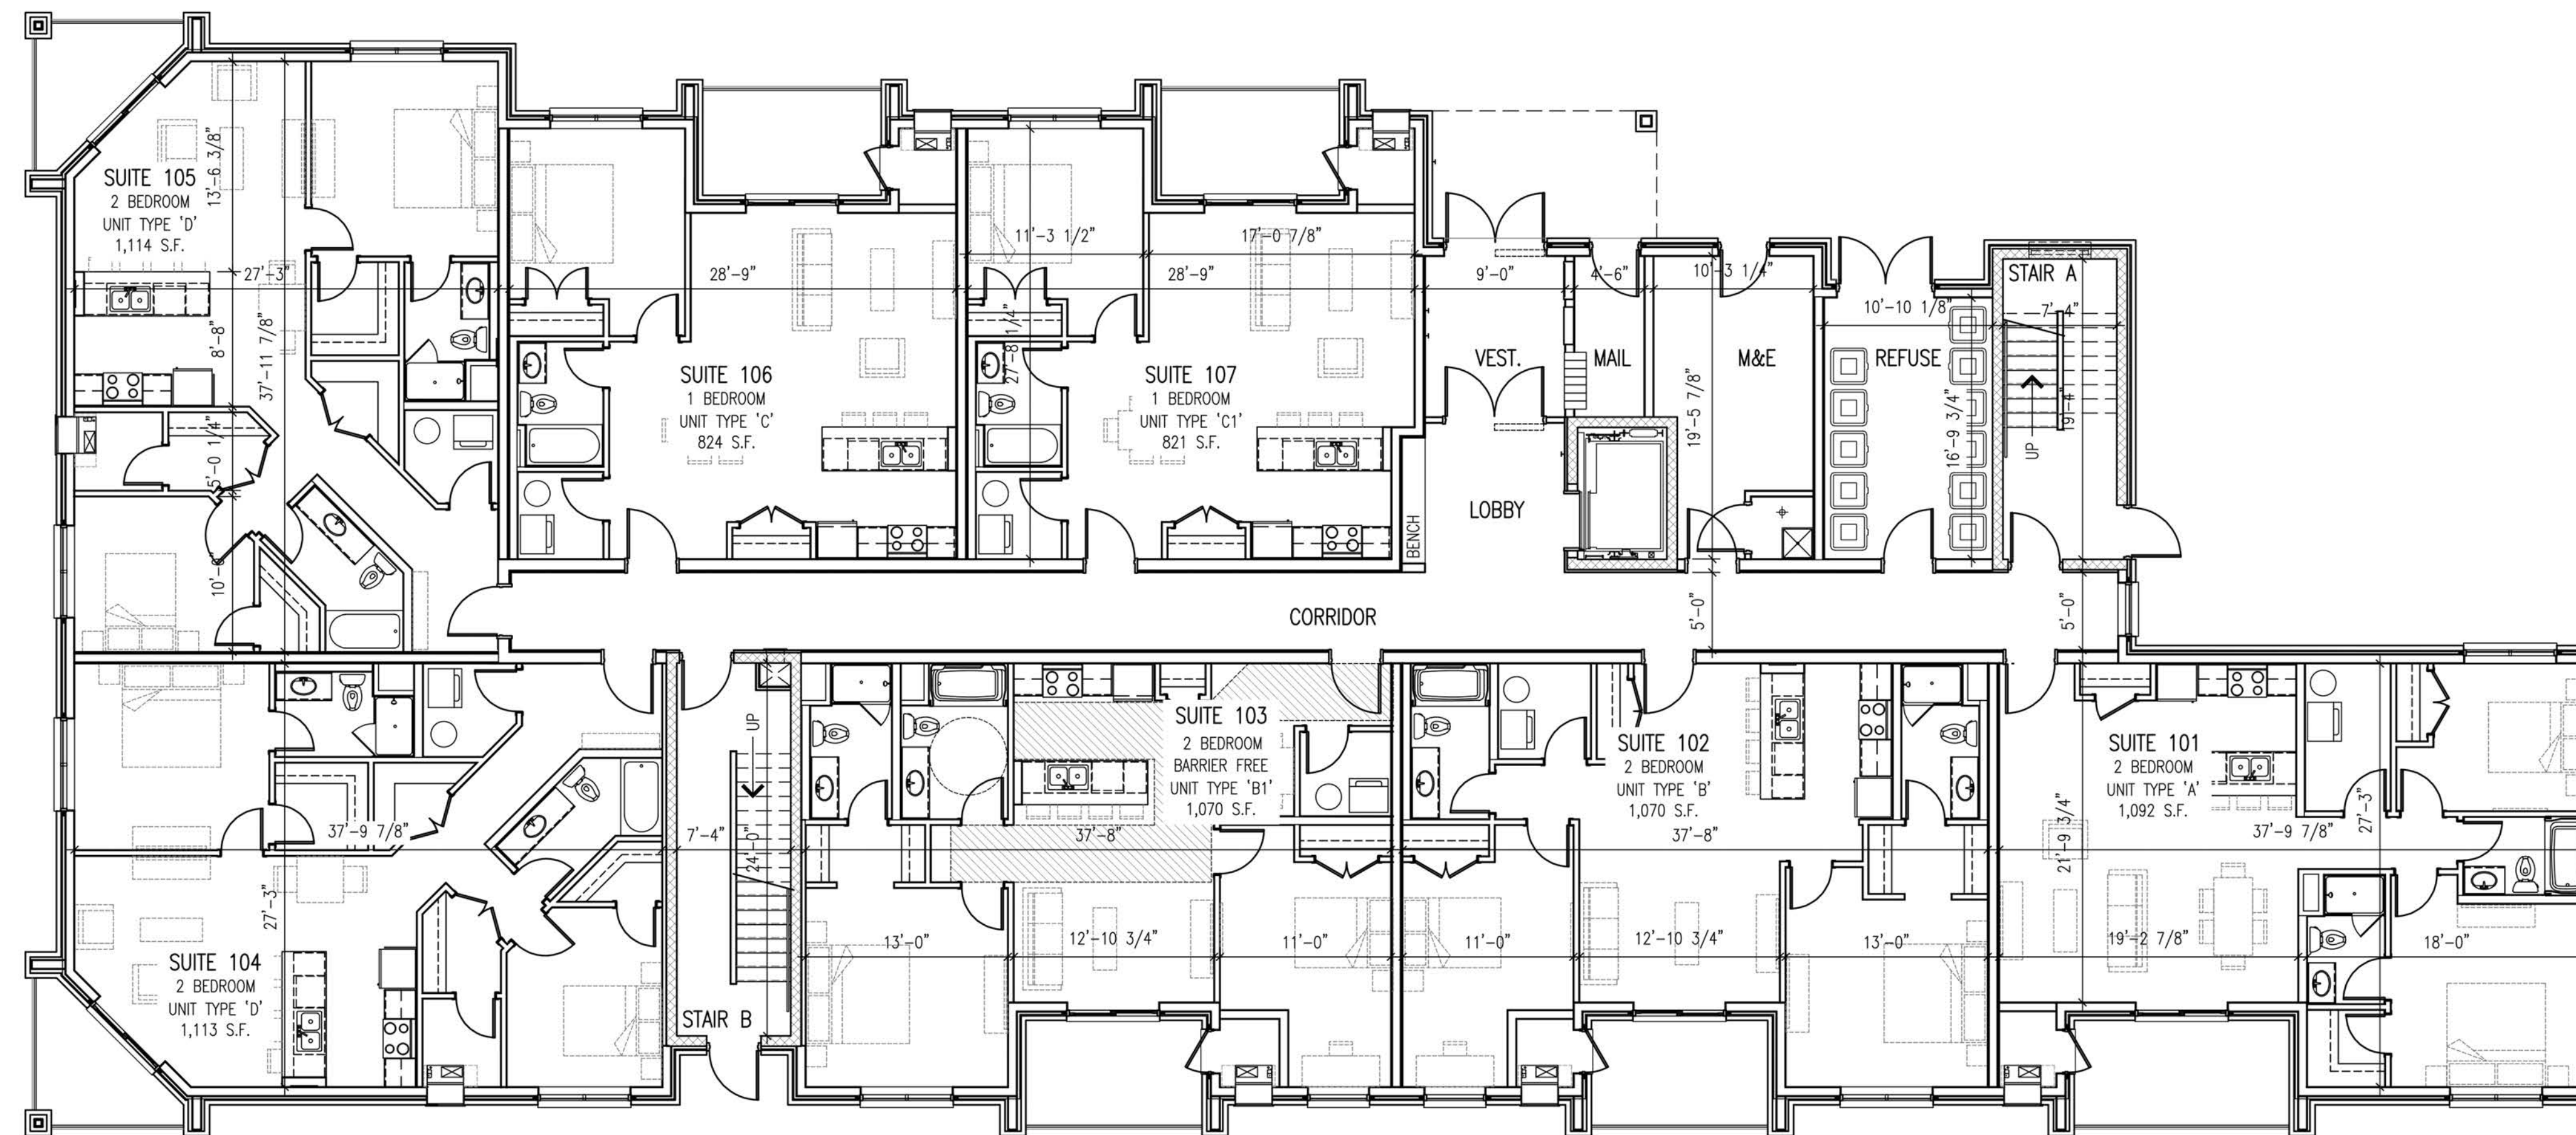 SUITE 105
2 BEDROOM
UNIT TYPE 'D'
1,114 S.F.
13'-6 3/8"
27'-3"
8'-8"
37'-11 7/8"
5'-0 1/4"
SUITE 106
1 BEDROOM
UNIT TYPE 'C'
824 S.F.
28'-9"
SUITE 107
1 BEDROOM
UNIT TYPE 'C1'
821 S.F.
11'-3 1/2"
17'-0 7/8"
28'-9"
27'-8 1/4"
9'-0"
4'-6"
10'-3 1/4"
VEST.
MAIL
M&E
19'-5 7/8"
LOBBY
BENCH
10'-10 1/8"
REFUSE
16'-9 3/4"
STAIR A
7'-4"
UP
CORRIDOR
5'-0"
5'-0"
37'-9 7/8"
27'-3"
SUITE 104
2 BEDROOM
UNIT TYPE 'D'
1,113 S.F.
UP
7'-4"
24'-0"
STAIR B
SUITE 103
2 BEDROOM
BARRIER FREE
UNIT TYPE 'B1'
1,070 S.F.
37'-8"
13'-0"
12'-10 3/4"
11'-0"
SUITE 102
2 BEDROOM
UNIT TYPE 'B'
1,070 S.F.
37'-8"
11'-0"
12'-10 3/4"
13'-0"
SUITE 101
2 BEDROOM
UNIT TYPE 'A'
1,092 S.F.
21'-9 3/4"
37'-9 7/8"
27'-3"
19'-2 7/8"
18'-0"